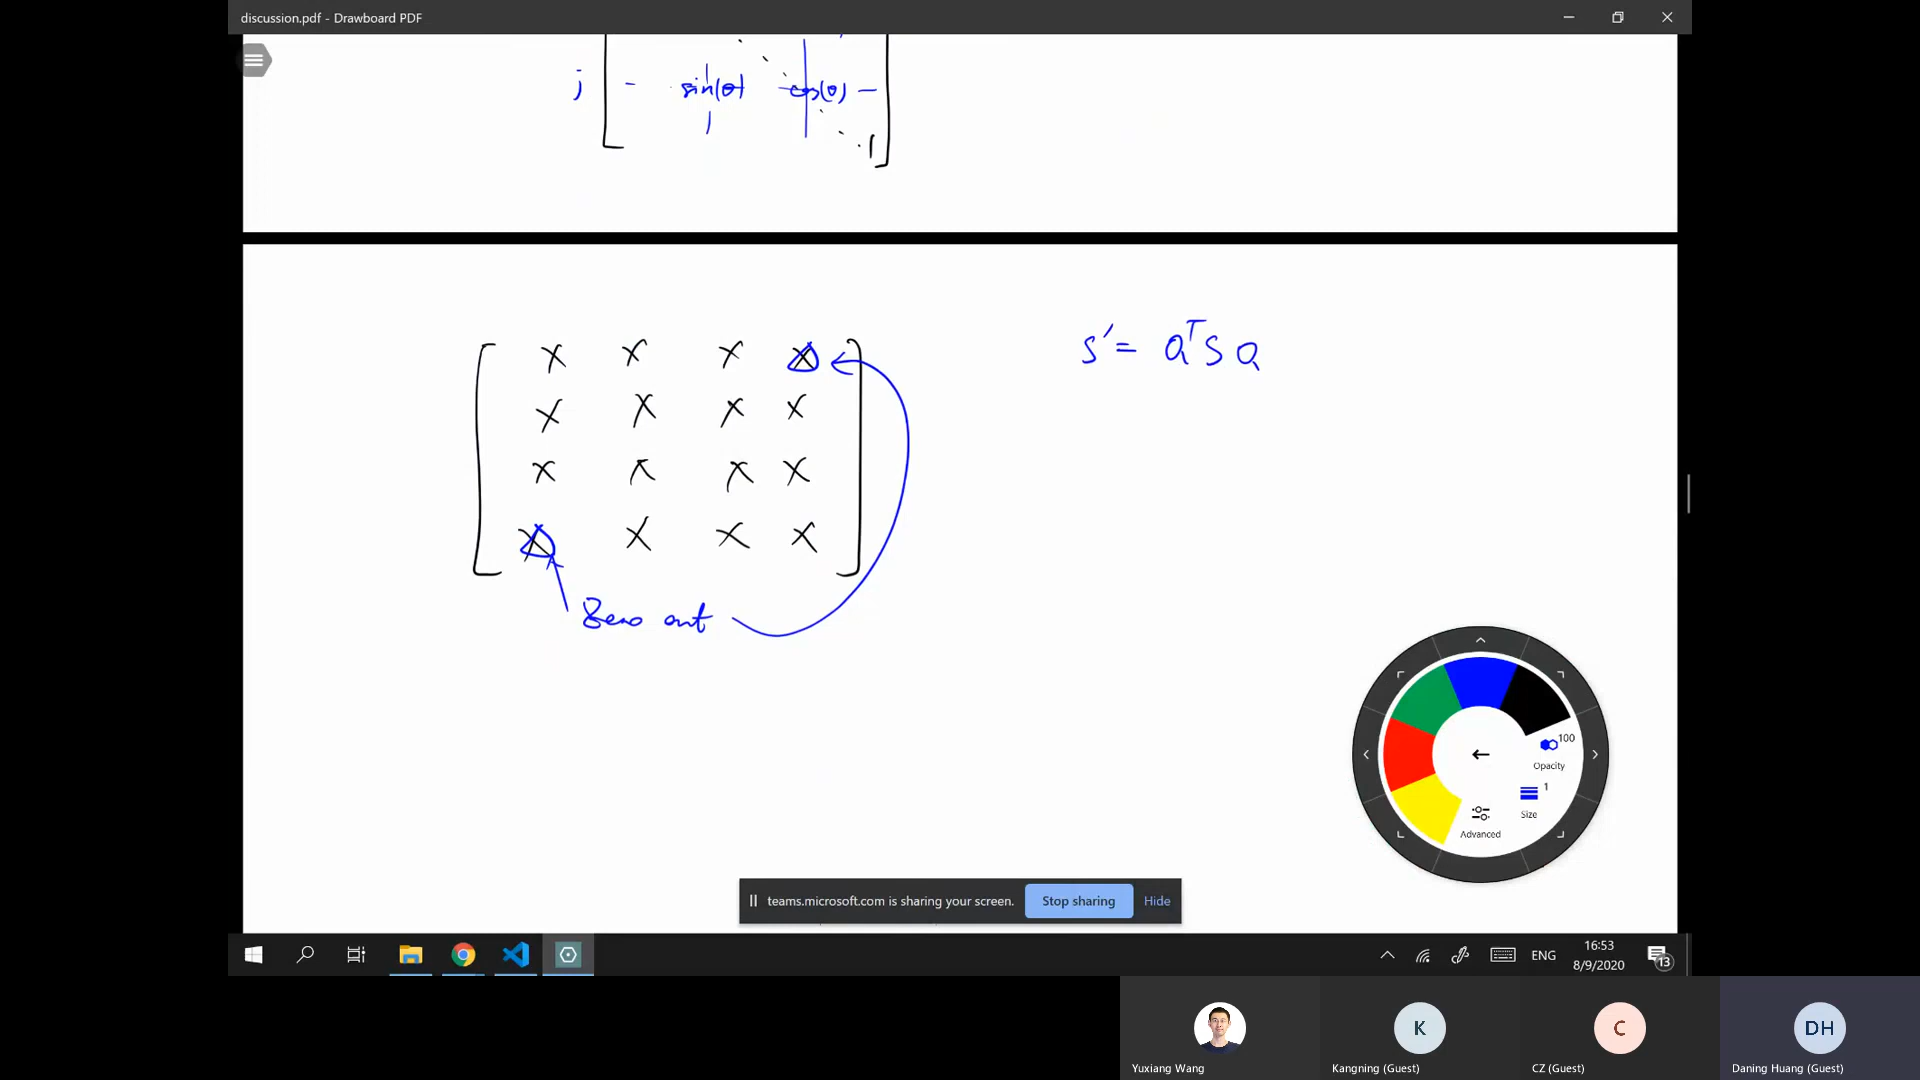 discussion.pdf - Drawboard PDF
j - sin(θ) cos(θ) -
1
x x x x
x x x x
x x x x
x x x x
Zero out
s' = Q^T S Q
100
Opacity
1
Size
Advanced
teams.microsoft.com is sharing your screen. Stop sharing Hide
ENG
16:53
8/9/2020
13
K C DH
Yuxiang Wang Kangning (Guest) CZ (Guest) Daning Huang (Guest)